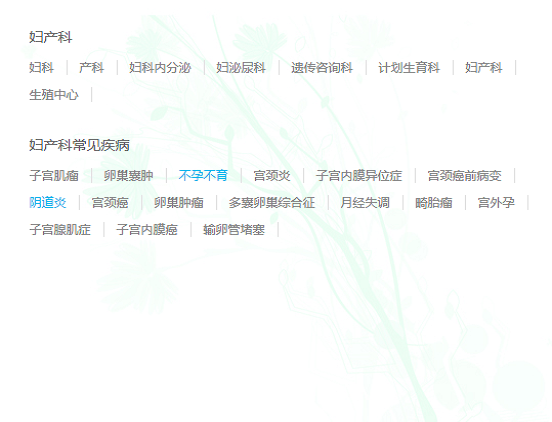 妇产科
妇科 | 产科 | 妇科内分泌 | 妇泌尿科 | 遗传咨询科 | 计划生育科 | 妇产科 |
生殖中心 |
妇产科常见疾病
子宫肌瘤 | 卵巢囊肿 | 不孕不育 | 宫颈炎 | 子宫内膜异位症 | 宫颈癌前病变 |
阴道炎 | 宫颈癌 | 卵巢肿瘤 | 多囊卵巢综合征 | 月经失调 | 畸胎瘤 | 宫外孕 |
子宫腺肌症 | 子宫内膜癌 | 输卵管堵塞 |